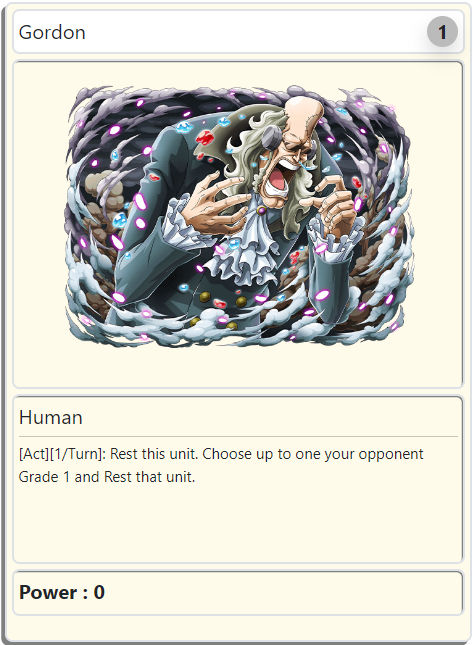 Gordon
1
Human
[Act][1/Turn]: Rest this unit. Choose up to one your opponent
Grade 1 and Rest that unit.
Power : 0